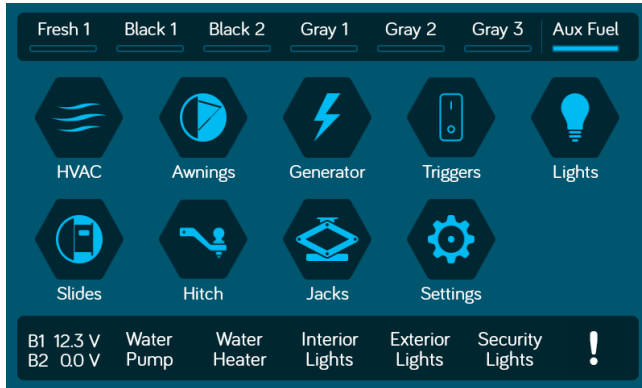 Fresh 1 Black 1 Black 2 Gray 1 Gray 2 Gray 3 Aux Fuel
HVAC Awnings Generator Triggers Lights
Slides Hitch Jacks Settings
B1 12.3 V Water Water Interior Exterior Security
B2 0.0 V Pump Heater Lights Lights Lights !